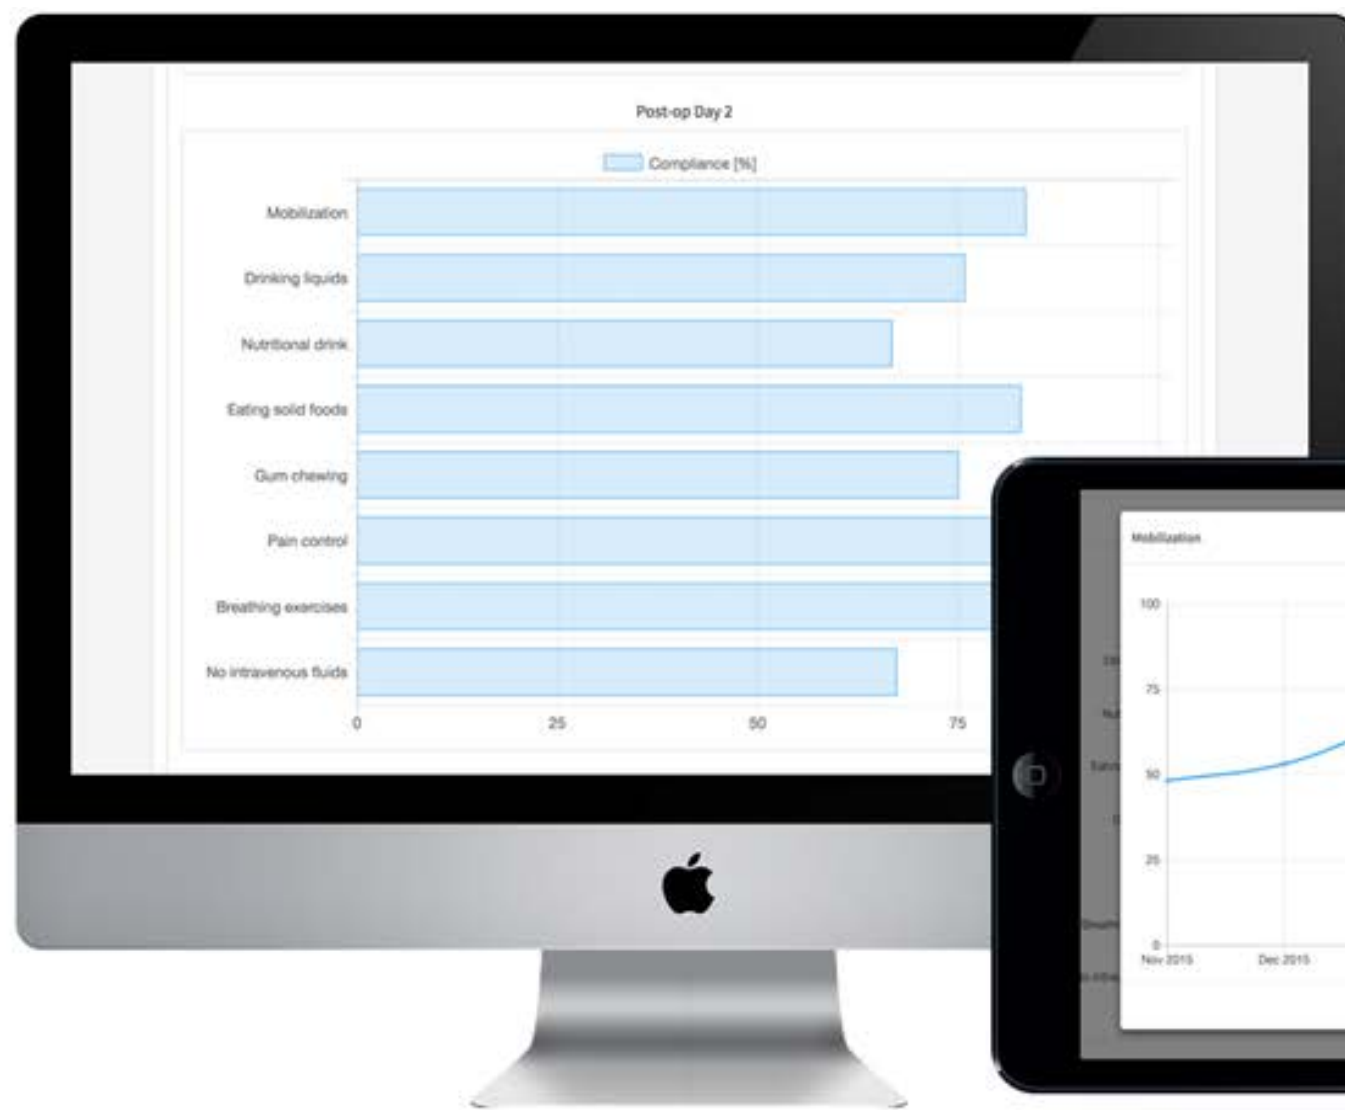 Post-op Day 2
Compliance [%]
Mobilization
Drinking liquids
Nutritional drink
Eating solid foods
Gum chewing
Pain control
Breathing exercises
No intravenous fluids
0 25 50 75
Mobilization
100
75
50
25
0
Nov 2015 Dec 2015